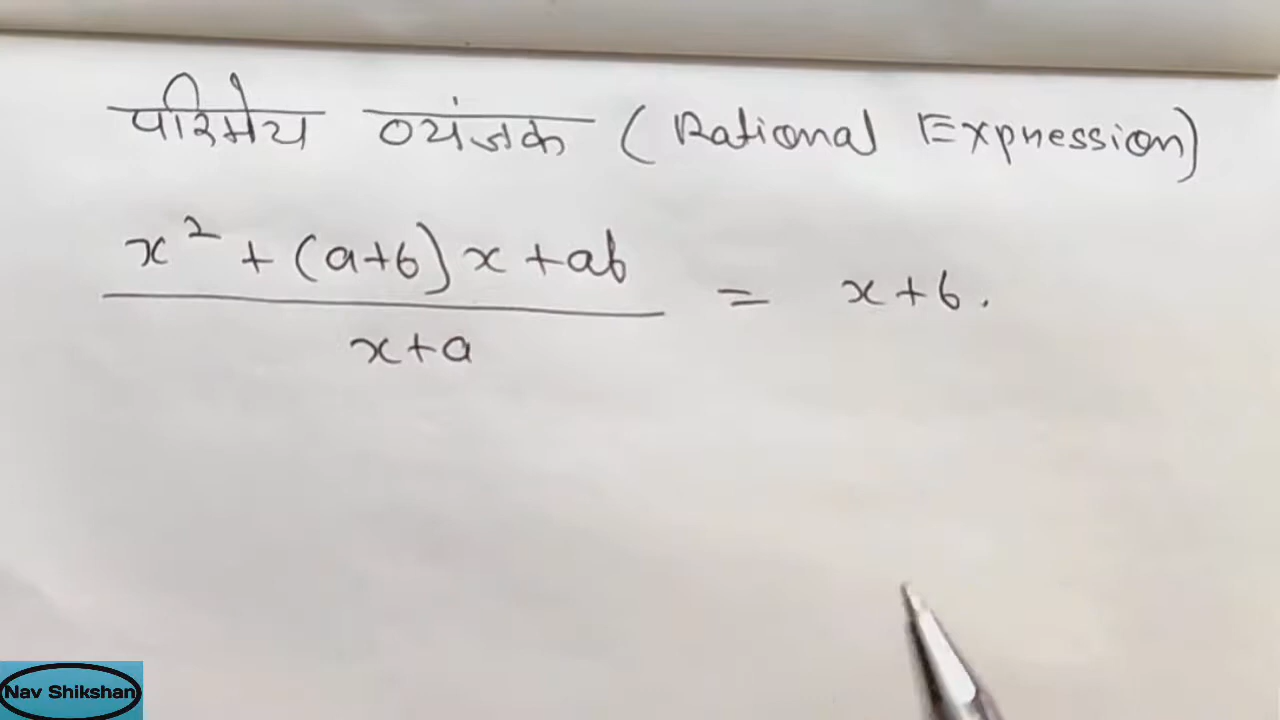 परिमेय व्यंजक (Rational Expression)
x² + (a+b)x + ab
= x+b.
x+a
Nav Shikshan